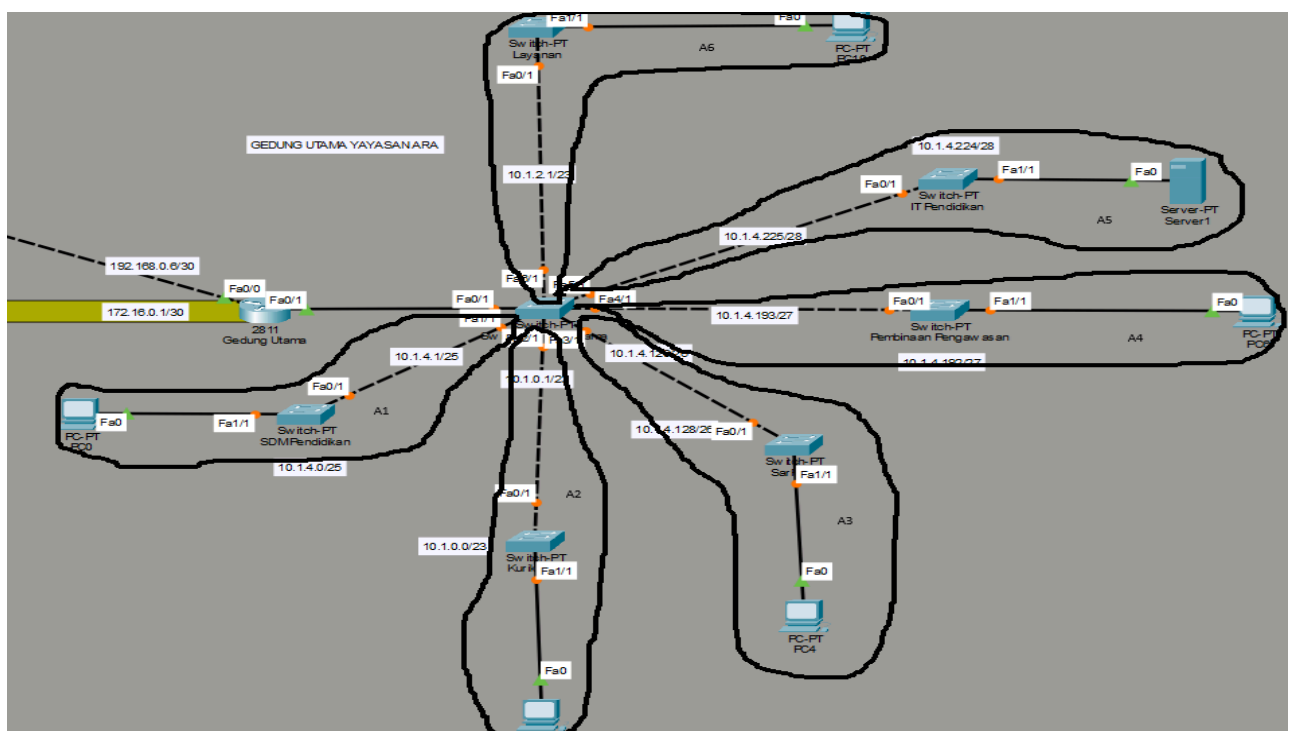 Fa1/1
Fa0
Switch-PT
Layanan
A6
PC-PT
Fa0/1
GEDUNG UTAMA YAYASAN ARA
10.1.4.224/28
10.1.2.1/23
Fa0/1
Fa1/1
Fa0
Switch-PT
IT Pendidikan
Server-PT
Server1
A5
10.1.4.225/28
192.168.0.6/30
Fa0/0
Fa0/1
Fa0/1
Fa4/1
Fa0/1
Fa1/1
Fa0
172.16.0.1/30
10.1.4.193/27
2811
Gedung Utama
Fa1/1
Switch-PT
Pembinaan Pengawasan
A4
PC-PT
10.1.4.1/25
10.1.0.1/23
Fa0/1
A1
Fa0
Fa1/1
PC-PT
PC0
Switch-PT
SDMPendidikan
10.1.4.0/25
10.1.4.128/26
Fa0/1
Switch-PT
Fa1/1
Fa0/1
A2
A3
10.1.0.0/23
Switch-PT
Fa1/1
Fa0
PC-PT
PC4
Fa0